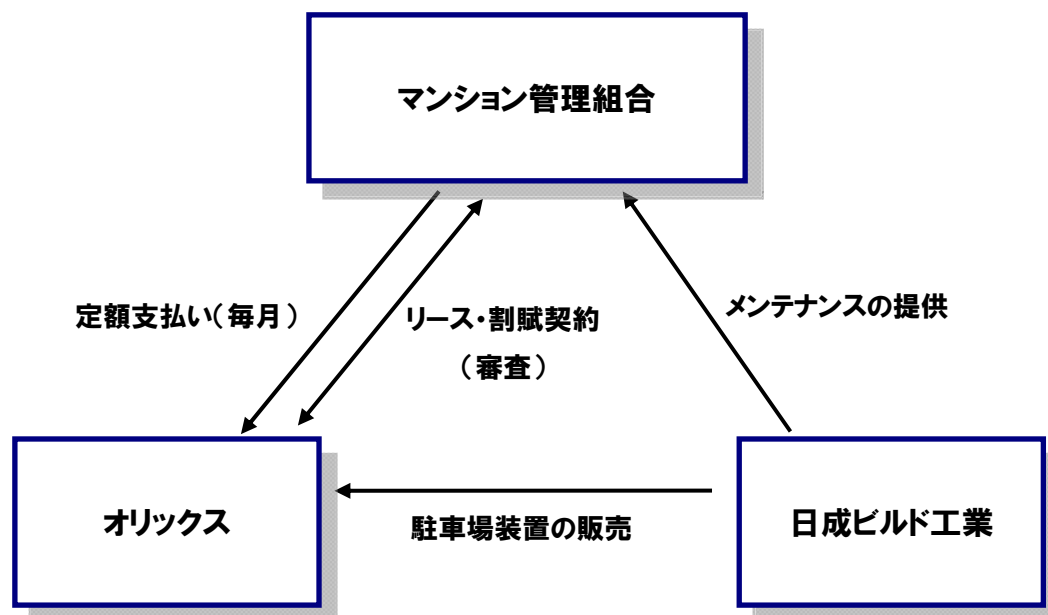 マンション管理組合
定額支払い(毎月)
リース・割賦契約
(審査)
メンテナンスの提供
オリックス
駐車場装置の販売
日成ビルド工業